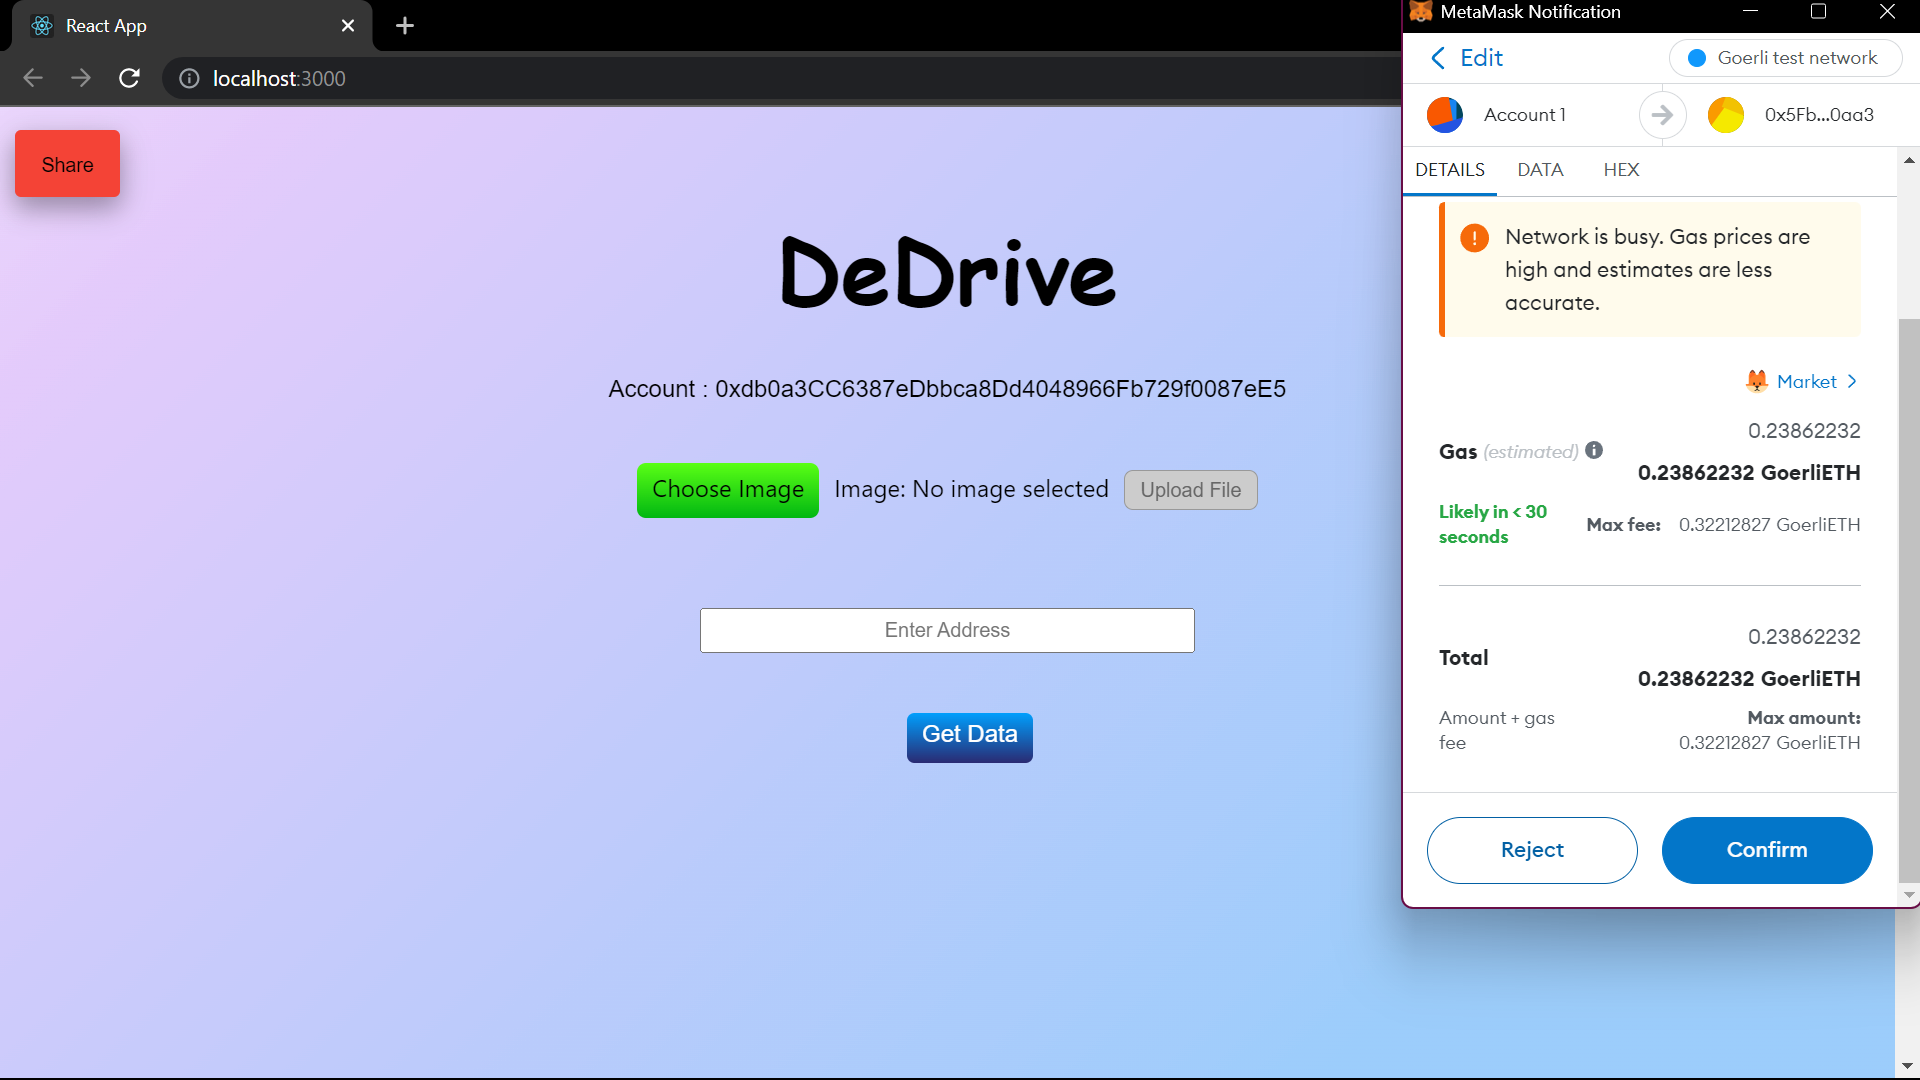 React App
localhost:3000
Share
DeDrive
Account : 0xdb0a3CC6387eDbbca8Dd4048966Fb729f0087eE5
Choose Image
Image: No image selected
Upload File
Enter Address
Get Data
MetaMask Notification
Edit
Goerli test network
Account 1
0x5Fb...0aa3
DETAILS
DATA
HEX
Network is busy. Gas prices are
high and estimates are less
accurate.
Market
0.23862232
Gas (estimated)
0.23862232 GoerliETH
Likely in < 30
seconds
Max fee: 0.32212827 GoerliETH
0.23862232
Total
0.23862232 GoerliETH
Amount + gas
fee
Max amount:
0.32212827 GoerliETH
Reject
Confirm